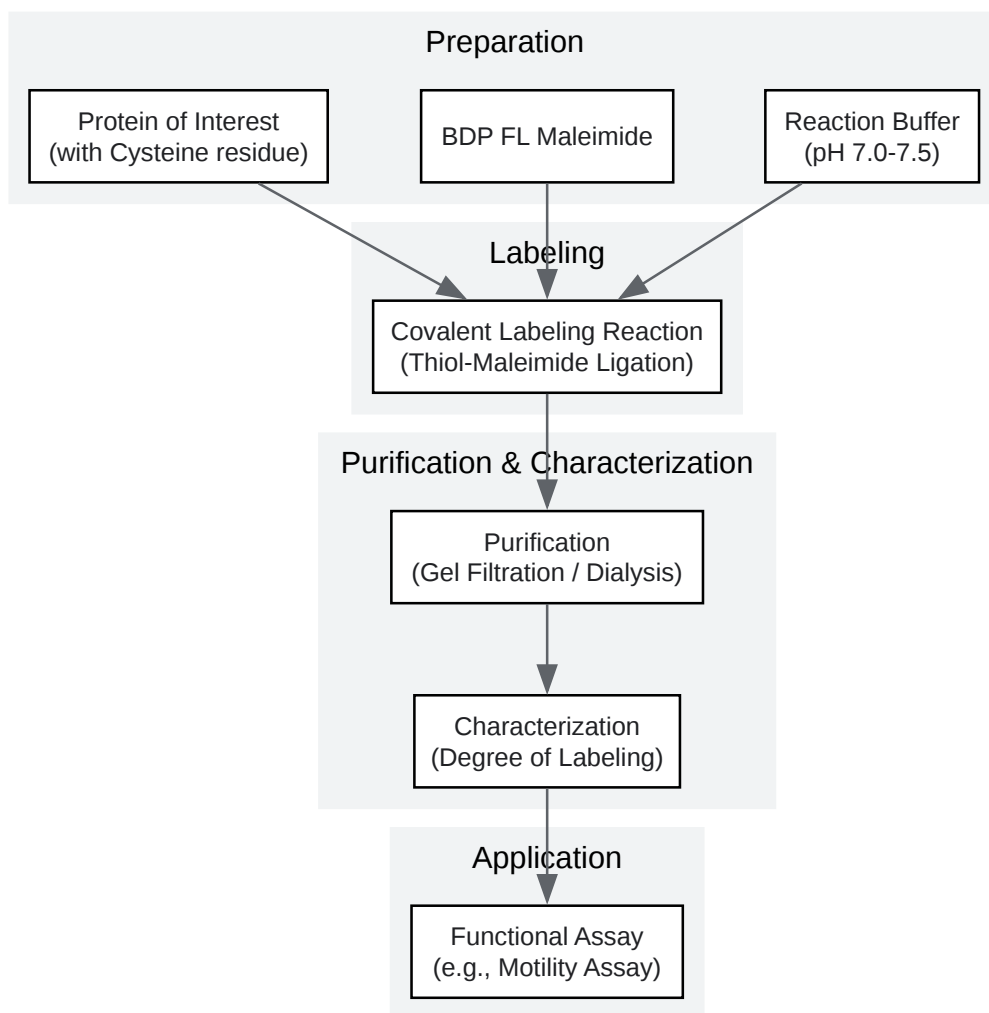 Preparation
Protein of Interest
(with Cysteine residue)
BDP FL Maleimide
Reaction Buffer
(pH 7.0-7.5)
Labeling
Covalent Labeling Reaction
(Thiol-Maleimide Ligation)
Purification & Characterization
Purification
(Gel Filtration / Dialysis)
Characterization
(Degree of Labeling)
Application
Functional Assay
(e.g., Motility Assay)